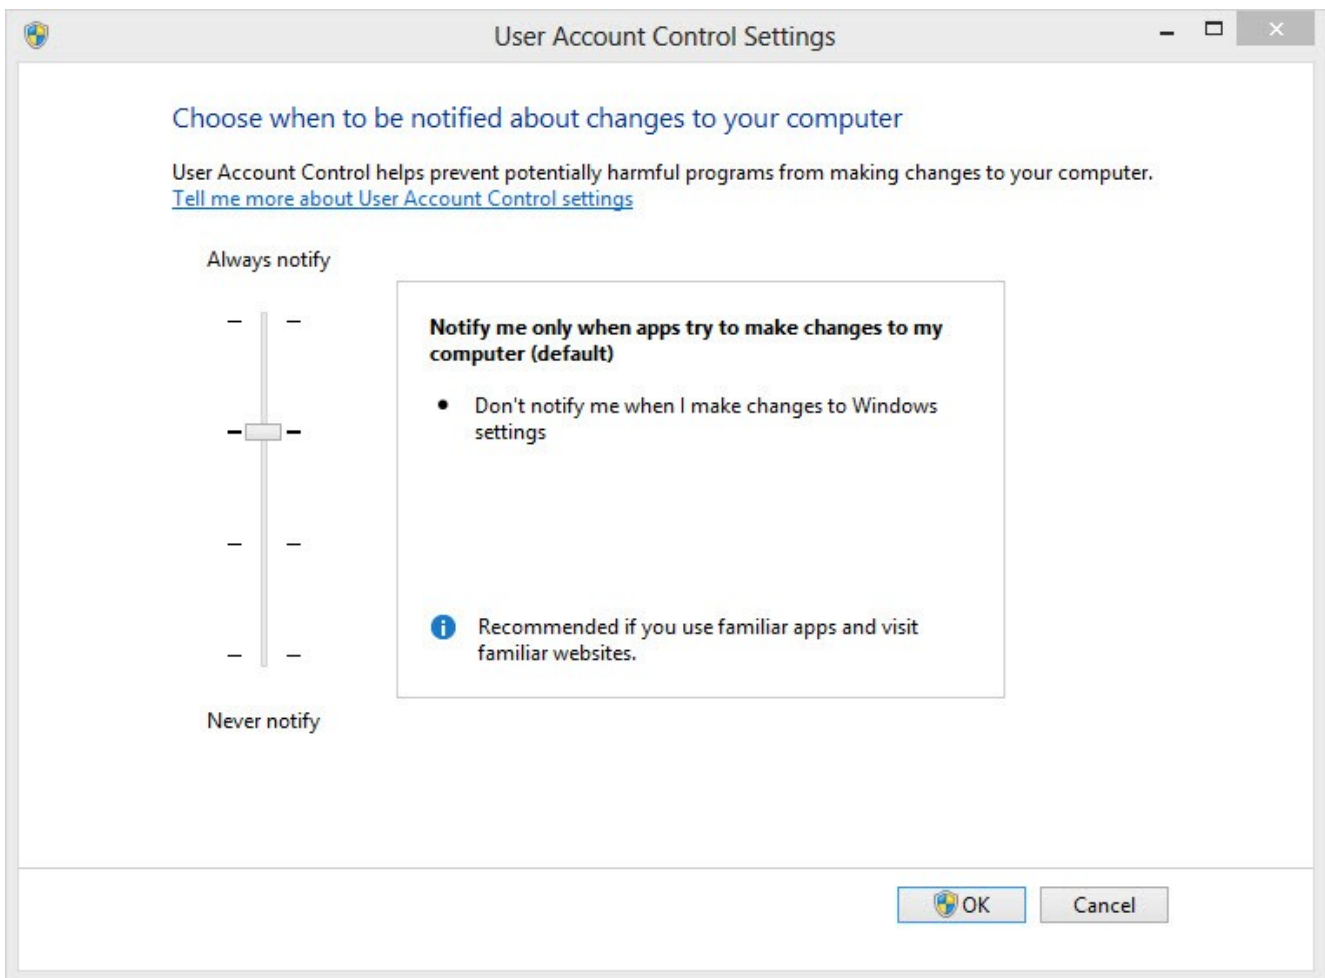 User Account Control Settings
Choose when to be notified about changes to your computer
User Account Control helps prevent potentially harmful programs from making changes to your computer.
Tell me more about User Account Control settings
Always notify
Notify me only when apps try to make changes to my
computer (default)
• Don't notify me when I make changes to Windows
settings
Recommended if you use familiar apps and visit
familiar websites.
Never notify
OK
Cancel